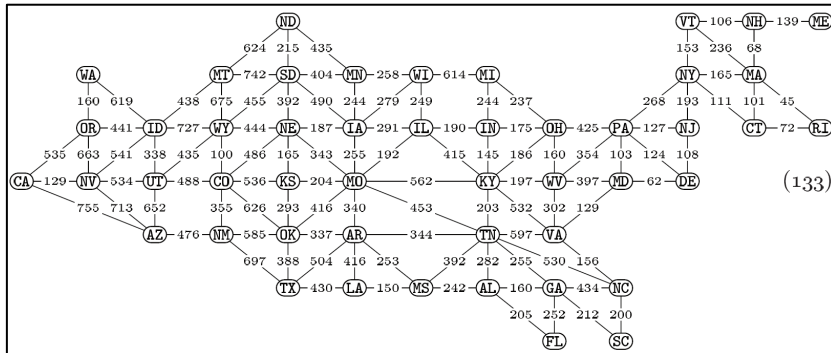 ND VT 106 NH 139 ME
624 215 435 153 236 68
WA MT 742 SD 404 MN 258 WI 614 MI NY 165 MA
160 619 438 675 455 392 490 244 279 249 244 237 268 193 111 101 45
OR 441 ID 727 WY 444 NE 187 IA 291 IL 190 IN 175 OH 425 PA 127 NJ CT 72 RI
535 663 541 338 435 100 486 165 343 255 192 415 145 186 160 354 103 124 108
CA 129 NV 534 UT 488 CO 536 KS 204 MO 562 KY 197 WV 397 MD 62 DE (133)
755 713 652 355 626 293 416 340 453 203 532 302 129
AZ 476 NM 585 OK 337 AR 344 TN 597 VA
697 388 504 416 253 392 282 255 530 156
TX 430 LA 150 MS 242 AL 160 GA 434 NC
205 252 212 200
FL SC